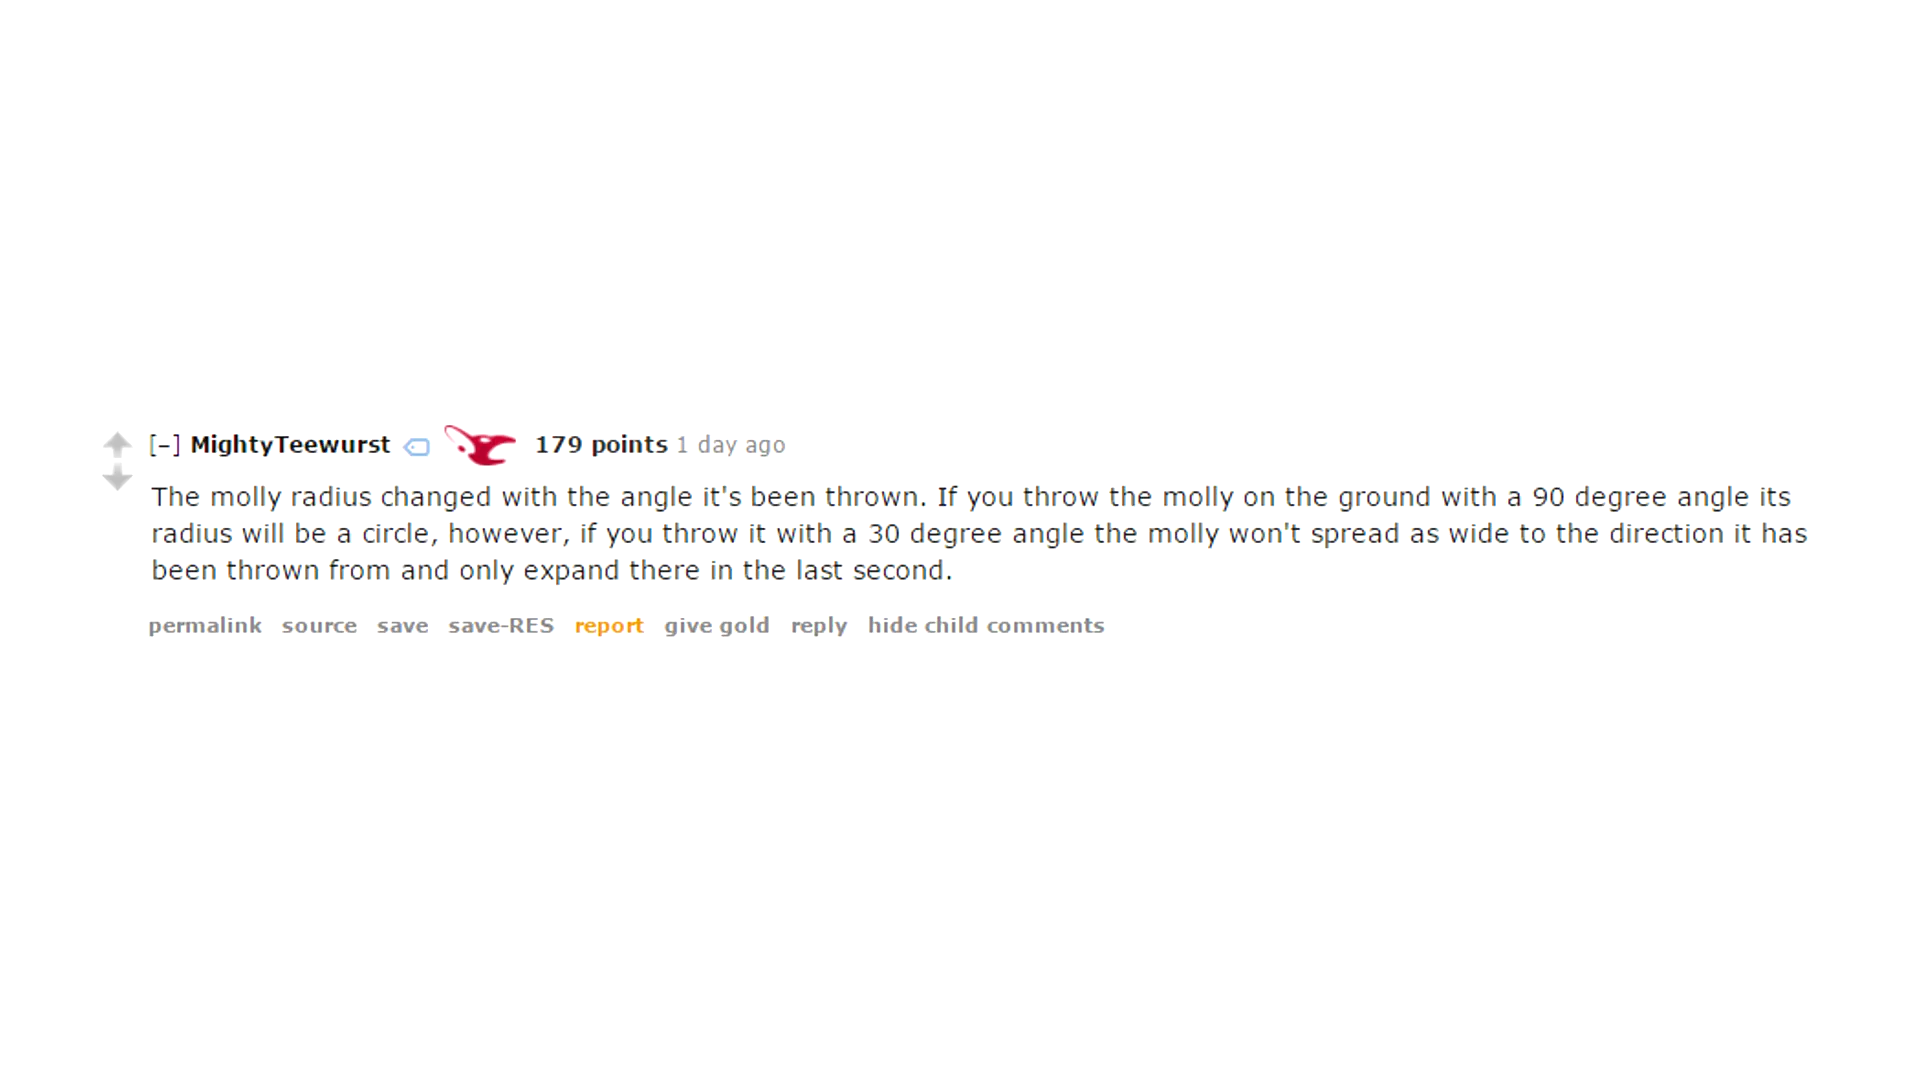 [–] MightyTeewurst 179 points 1 day ago
The molly radius changed with the angle it's been thrown. If you throw the molly on the ground with a 90 degree angle its
radius will be a circle, however, if you throw it with a 30 degree angle the molly won't spread as wide to the direction it has
been thrown from and only expand there in the last second.
permalink source save save-RES report give gold reply hide child comments